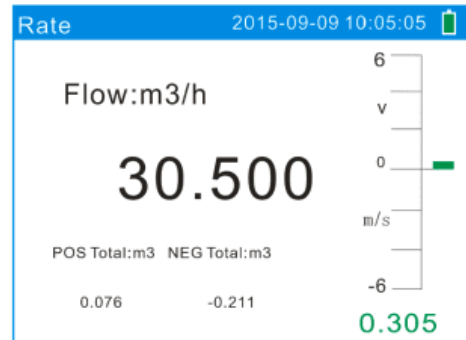 Rate 2015-09-09 10:05:05
6
Flow:m3/h
v
30.500
0
m/s
POS Total:m3 NEG Total:m3
-6
0.076 -0.211
0.305